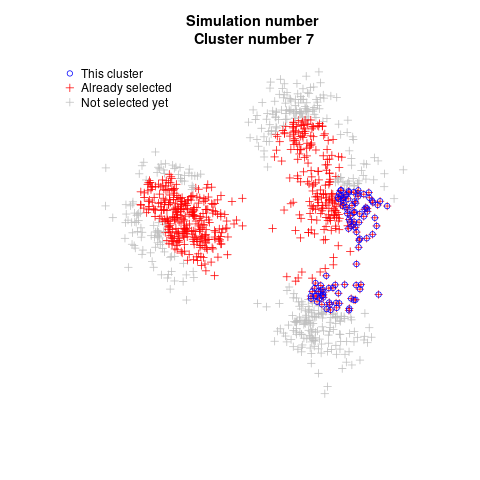 Simulation number
Cluster number 7
This cluster
Already selected
Not selected yet